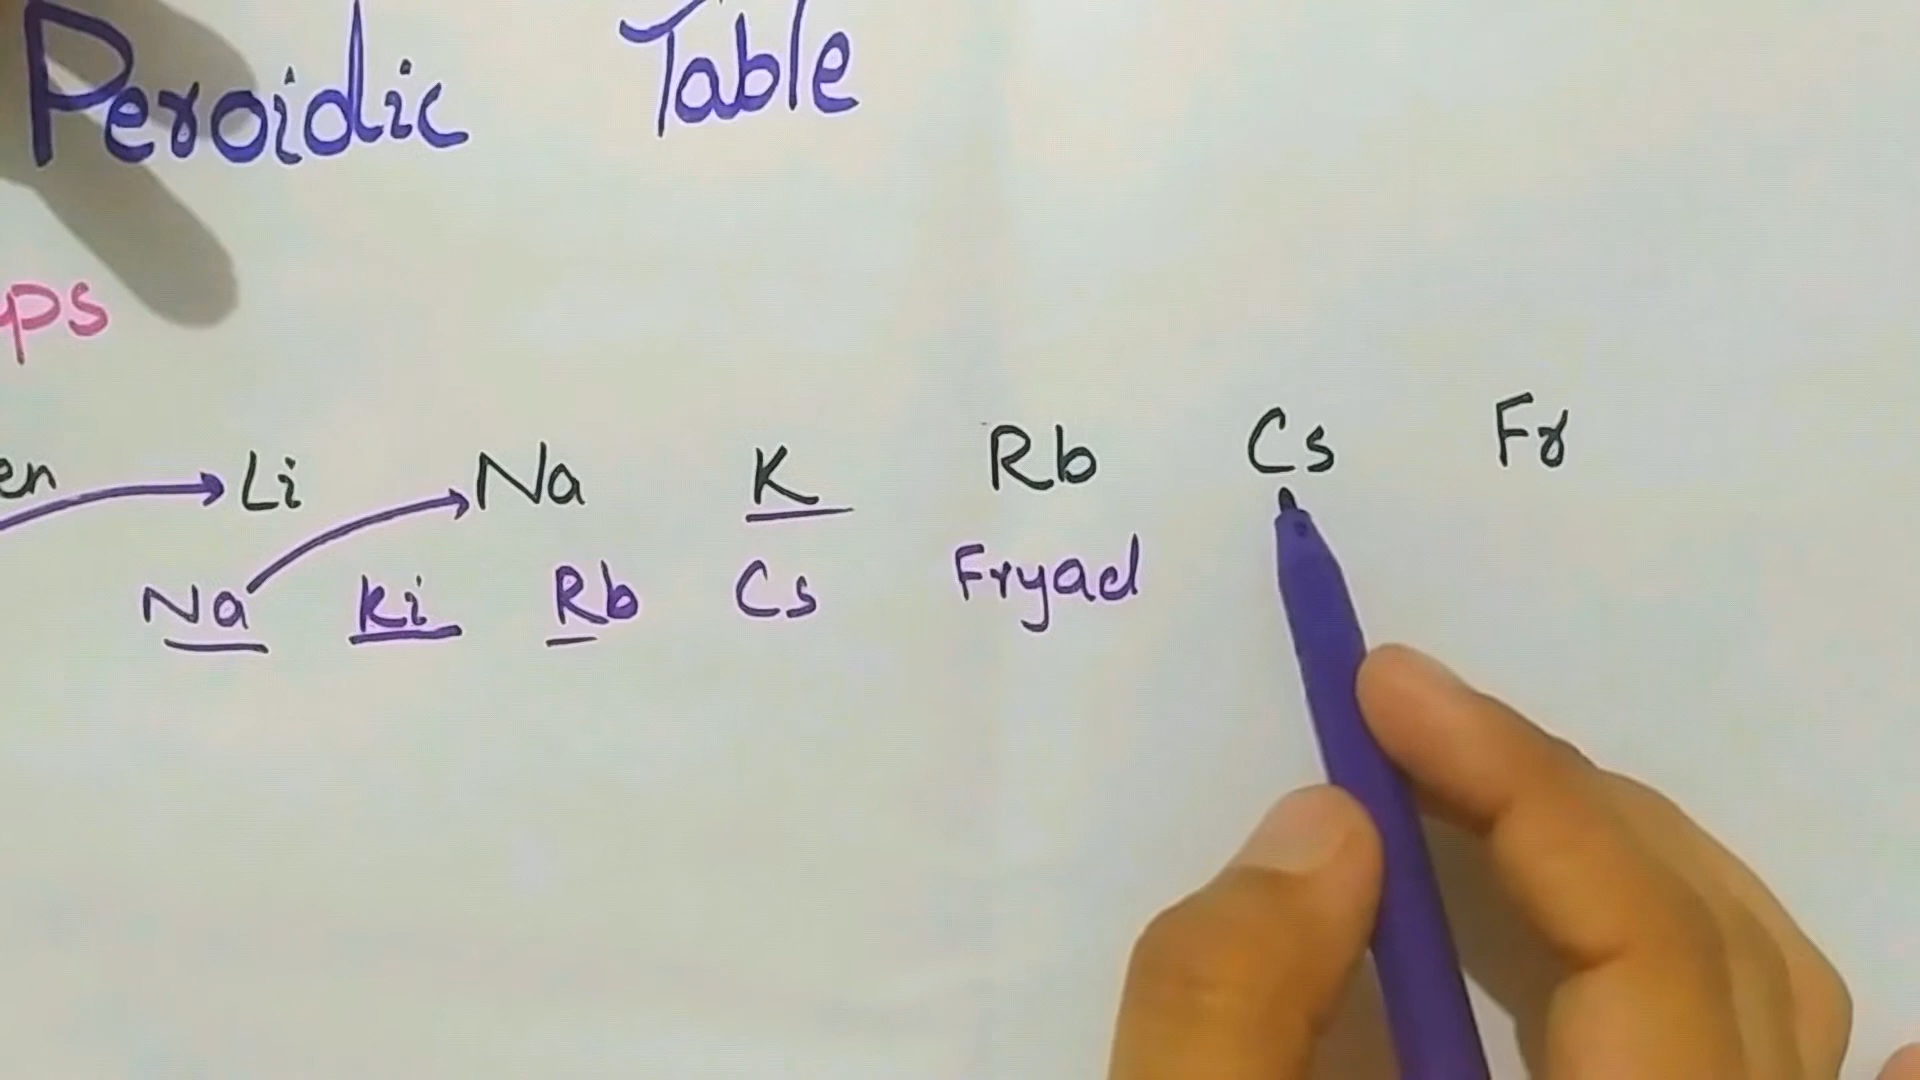 Peroidic Table
ps
en Li Na K Rb Cs Fr
Na Ki Rb Cs Fryad